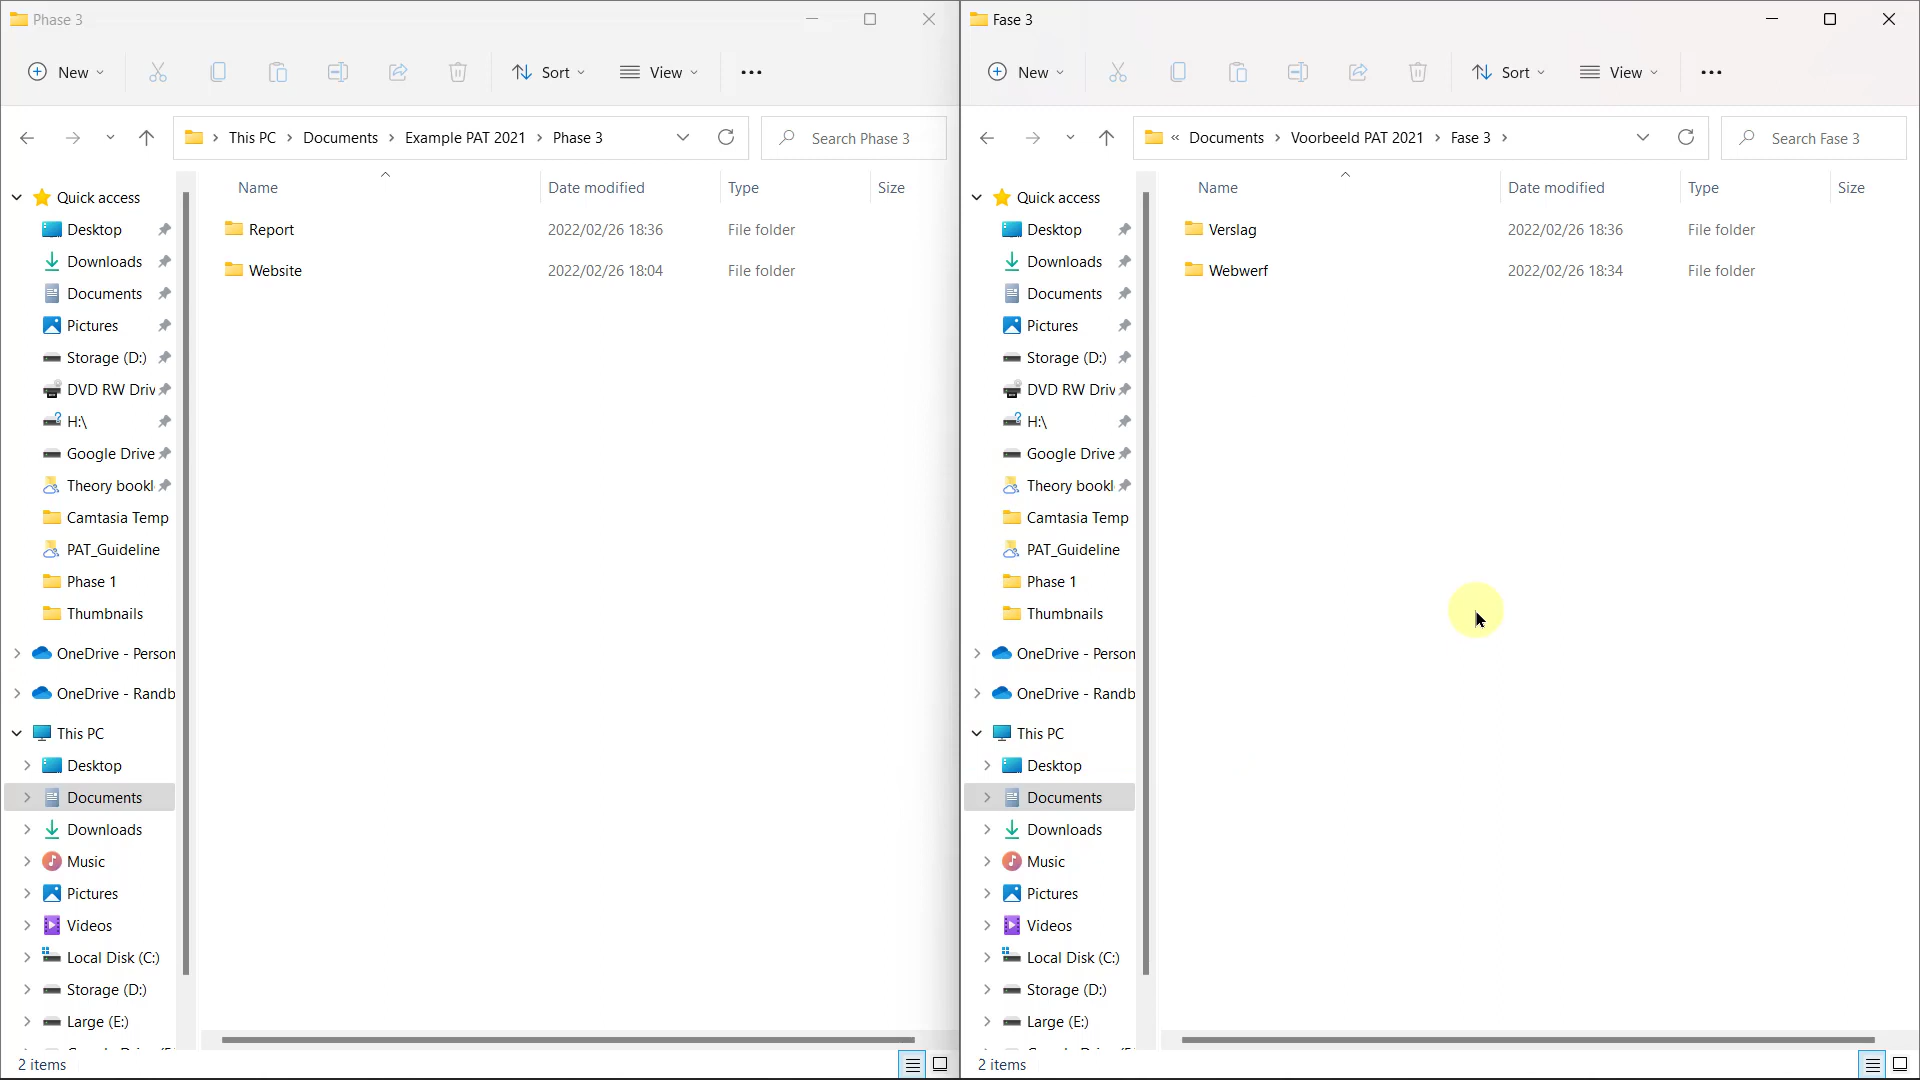 Phase 3
New
Sort
View
This PC > Documents > Example PAT 2021 > Phase 3
Search Phase 3
Name
Date modified
Type
Size
Quick access
Desktop
Downloads
Documents
Pictures
Storage (D:)
DVD RW Driv
H:\
Google Drive
Theory bookl
Camtasia Temp
PAT_Guideline
Phase 1
Thumbnails
OneDrive - Person
OneDrive - Randb
This PC
Desktop
Documents
Downloads
Music
Pictures
Videos
Local Disk (C:)
Storage (D:)
Large (E:)
Report 2022/02/26 18:36 File folder
Website 2022/02/26 18:04 File folder
2 items
Fase 3
New
Sort
View
« Documents > Voorbeeld PAT 2021 > Fase 3 >
Search Fase 3
Name
Date modified
Type
Size
Quick access
Desktop
Downloads
Documents
Pictures
Storage (D:)
DVD RW Driv
H:\
Google Drive
Theory bookl
Camtasia Temp
PAT_Guideline
Phase 1
Thumbnails
OneDrive - Person
OneDrive - Randb
This PC
Desktop
Documents
Downloads
Music
Pictures
Videos
Local Disk (C:)
Storage (D:)
Large (E:)
Verslag 2022/02/26 18:36 File folder
Webwerf 2022/02/26 18:34 File folder
2 items